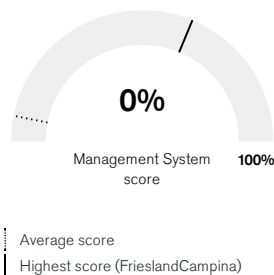 0%
Management System
score
100%
Average score
Highest score (FrieslandCampina)